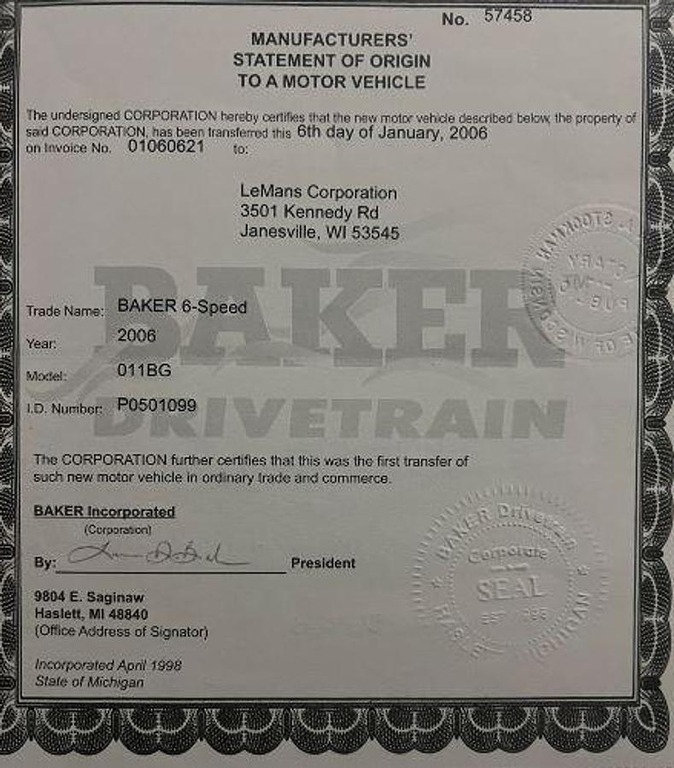 No. 57458
MANUFACTURERS'
STATEMENT OF ORIGIN
TO A MOTOR VEHICLE
The undersigned CORPORATION hereby certifies that the new motor vehicle described below, the property of
said CORPORATION, has been transferred this 6th day of January, 2006
on Invoice No. 01060621 to:
LeMans Corporation
3501 Kennedy Rd
Janesville, WI 53545
BAKER
DRIVETRAIN
Trade Name: BAKER 6-Speed
Year: 2006
Model: 011BG
I.D. Number: P0501099
The CORPORATION further certifies that this was the first transfer of
such new motor vehicle in ordinary trade and commerce.
BAKER Incorporated
(Corporation)
By: President
9804 E. Saginaw
Haslett, MI 48840
(Office Address of Signator)
Incorporated April 1998
State of Michigan
BAKER Drivetrain
Corporate
SEAL